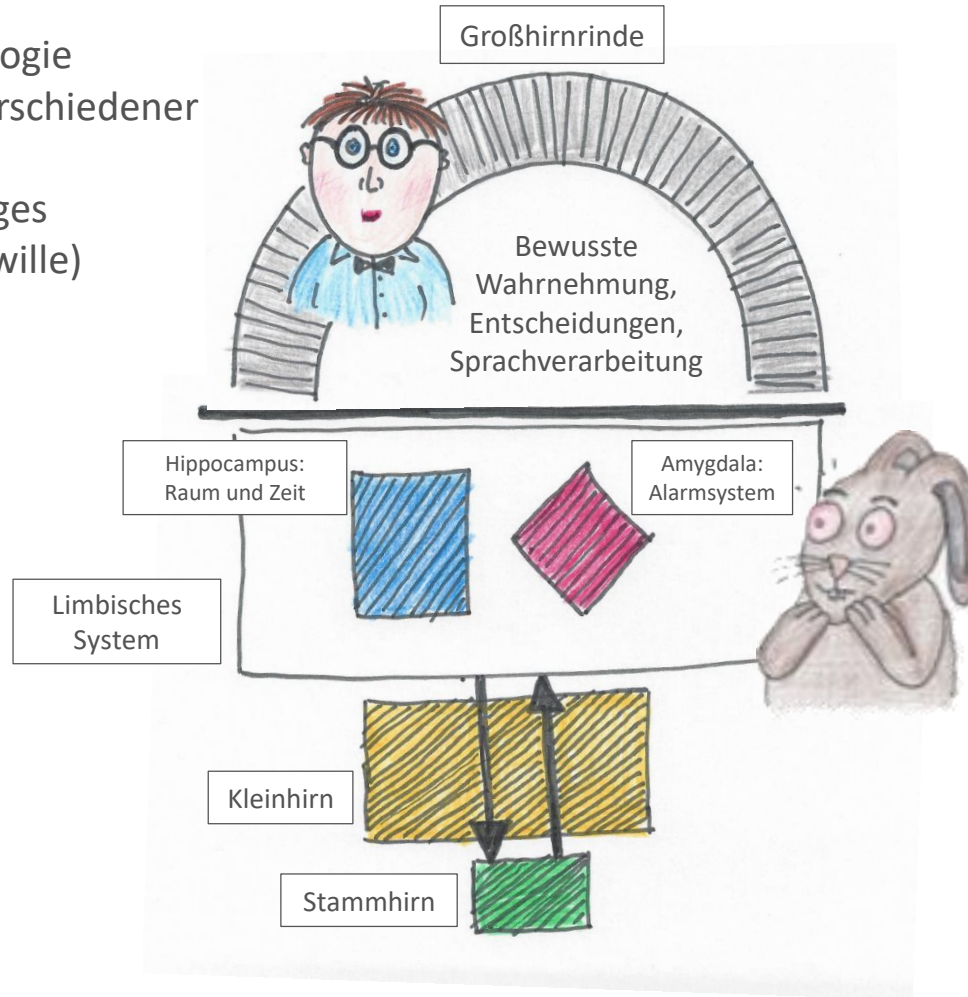 Großhirnrinde
ogie
rschiedener
ges
wille)
Bewusste
Wahrnehmung,
Entscheidungen,
Sprachverarbeitung
Hippocampus:
Raum und Zeit
Amygdala:
Alarmsystem
Limbisches
System
Kleinhirn
Stammhirn